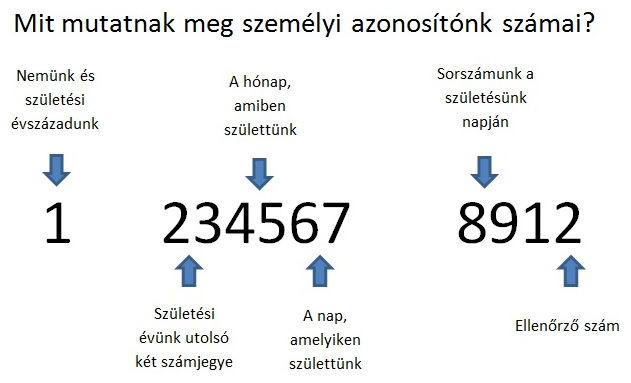 Mit mutatnak meg személyi azonosítónk számai?
Nemünk és
születési
évszázadunk
A hónap,
amiben
születtünk
Sorszámunk a
születésünk
napján
1 234567 8912
Születési
évünk utolsó
két számjegye
A nap,
amelyiken
születtünk
Ellenőrző szám